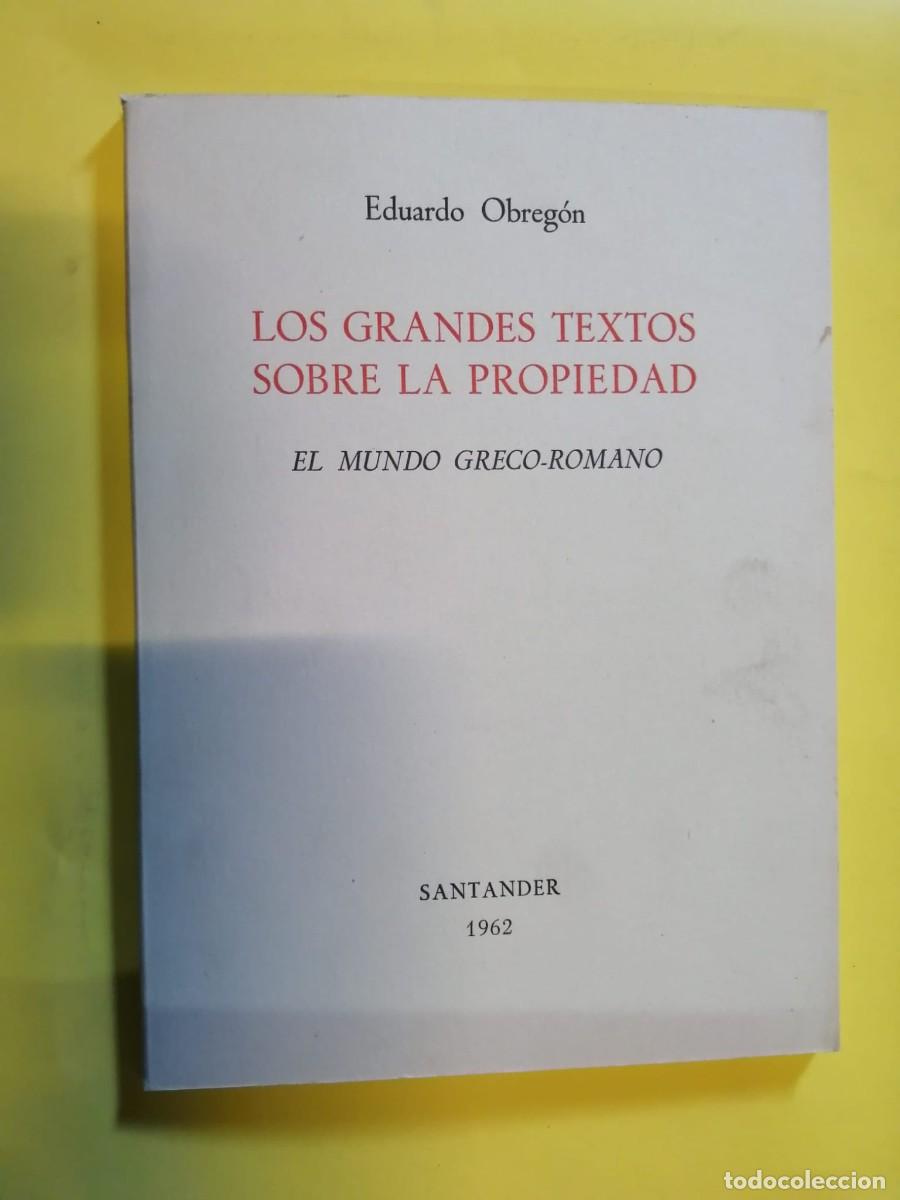 Eduardo Obregón
LOS GRANDES TEXTOS
SOBRE LA PROPIEDAD
EL MUNDO GRECO-ROMANO
SANTANDER
1962
todocoleccion